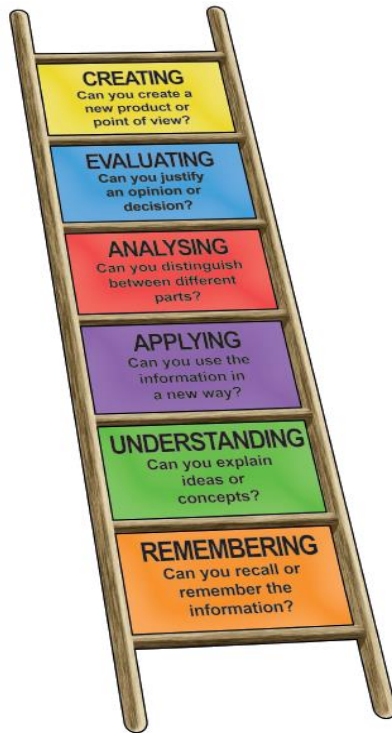 CREATING
Can you create a
new product or
point of view?
EVALUATING
Can you justify
an opinion or
decision?
ANALYSING
Can you distinguish
between different
parts?
APPLYING
Can you use the
information in
a new way?
UNDERSTANDING
Can you explain
ideas or
concepts?
REMEMBERING
Can you recall or
remember the
information?